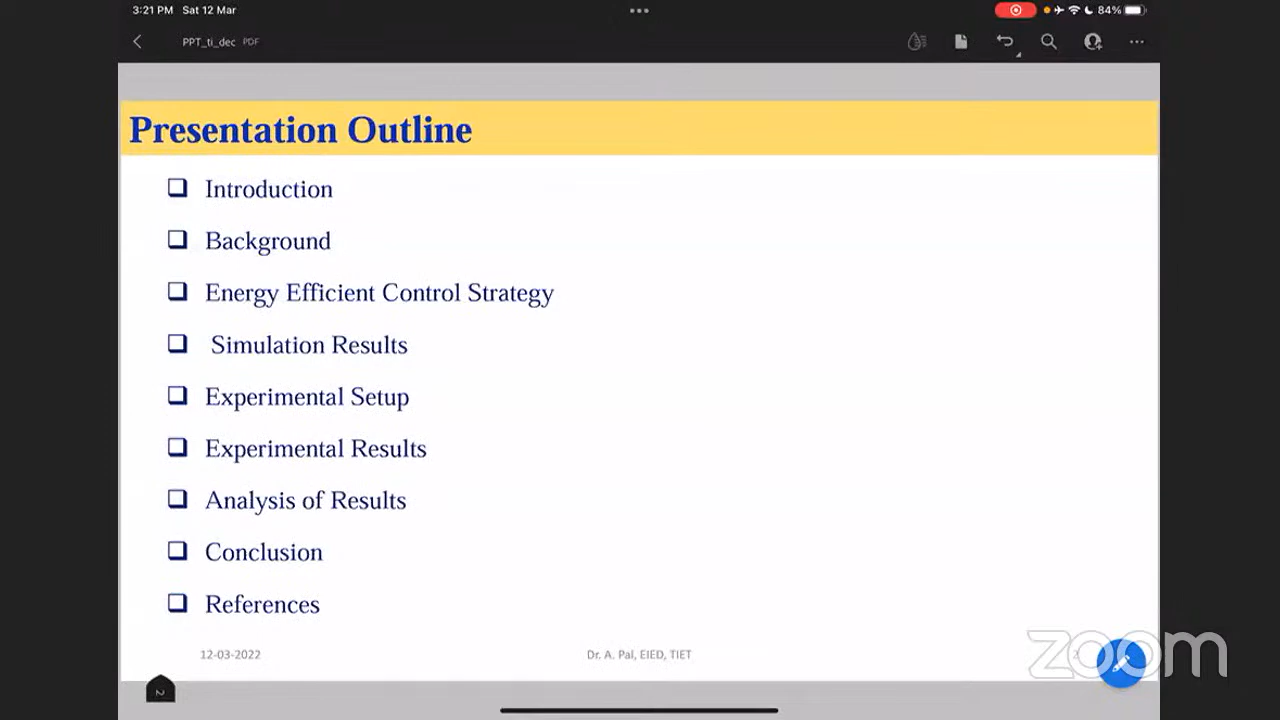 3:21 PM Sat 12 Mar
84%
PPT_ti_dec PDF
Presentation Outline
Introduction
Background
Energy Efficient Control Strategy
Simulation Results
Experimental Setup
Experimental Results
Analysis of Results
Conclusion
References
12-03-2022
Dr. A. Pal, EIED, TIET
zoom
2